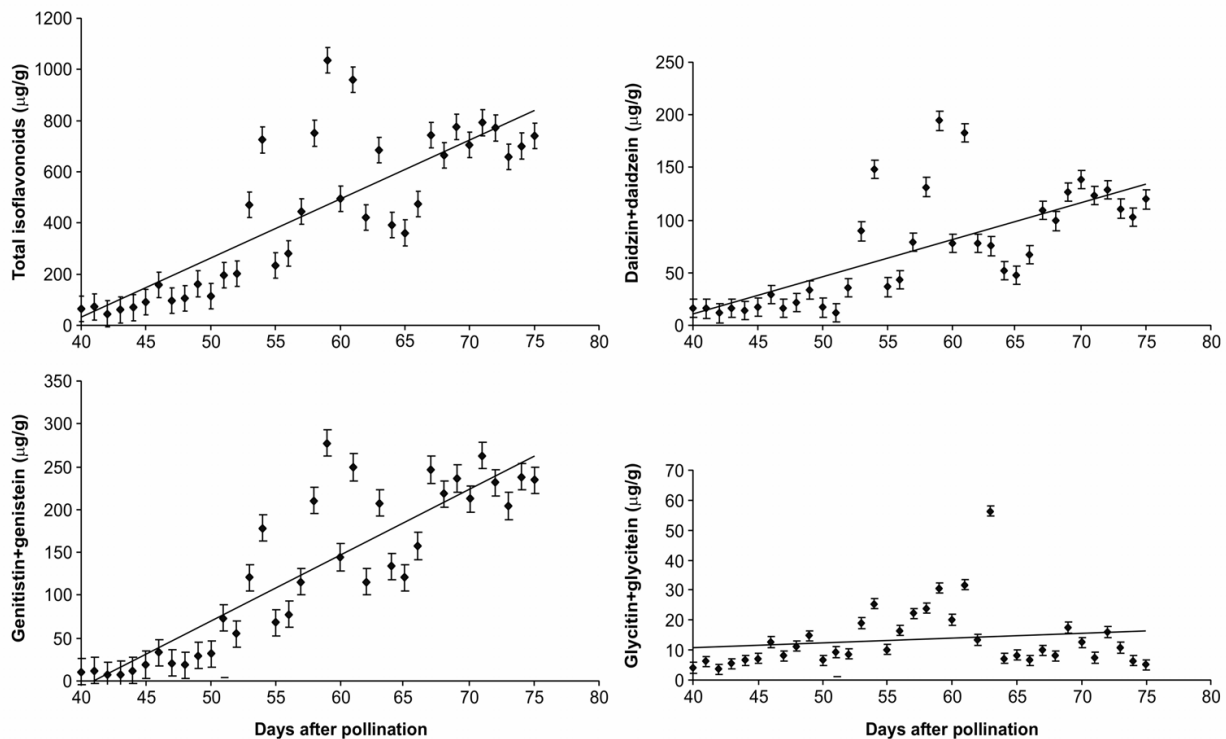 Total isoflavonoids (μg/g)
1200
1000
800
600
400
200
0
40 45 50 55 60 65 70 75 80
Daidzin+daidzein (μg/g)
250
200
150
100
50
0
40 45 50 55 60 65 70 75 80
Genitistin+genistein (μg/g)
350
300
250
200
150
100
50
0
40 45 50 55 60 65 70 75 80
Days after pollination
Glycitin+glycitein (μg/g)
70
60
50
40
30
20
10
0
40 45 50 55 60 65 70 75 80
Days after pollination